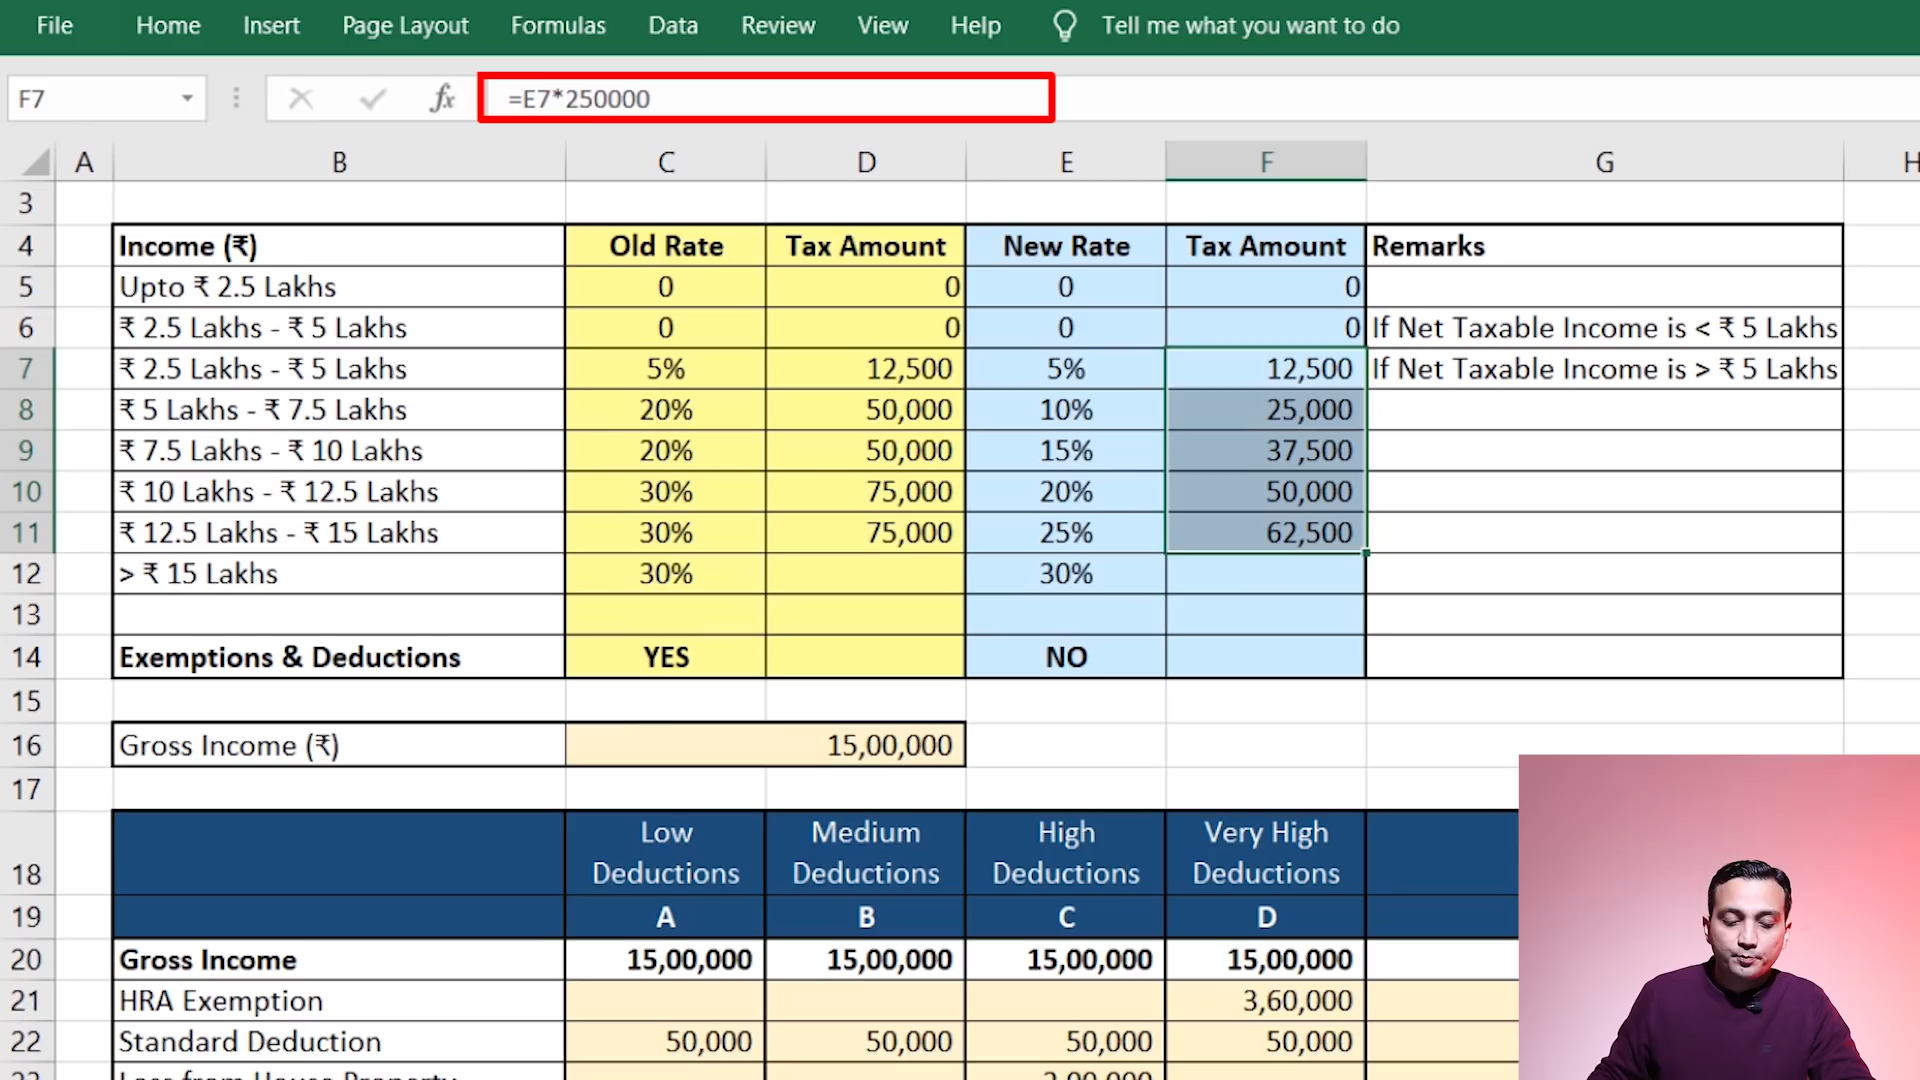 File Home Insert Page Layout Formulas Data Review View Help Tell me what you want to do
F7 fx =E7*250000
A B C D E F G H
3
4 Income (₹) Old Rate Tax Amount New Rate Tax Amount Remarks
5 Upto ₹ 2.5 Lakhs 0 0 0 0
6 ₹ 2.5 Lakhs - ₹ 5 Lakhs 0 0 0 0 If Net Taxable Income is < ₹ 5 Lakhs
7 ₹ 2.5 Lakhs - ₹ 5 Lakhs 5% 12,500 5% 12,500 If Net Taxable Income is > ₹ 5 Lakhs
8 ₹ 5 Lakhs - ₹ 7.5 Lakhs 20% 50,000 10% 25,000
9 ₹ 7.5 Lakhs - ₹ 10 Lakhs 20% 50,000 15% 37,500
10 ₹ 10 Lakhs - ₹ 12.5 Lakhs 30% 75,000 20% 50,000
11 ₹ 12.5 Lakhs - ₹ 15 Lakhs 30% 75,000 25% 62,500
12 > ₹ 15 Lakhs 30% 30%
13
14 Exemptions & Deductions YES NO
15
16 Gross Income (₹) 15,00,000
17
Low Medium High Very High
18 Deductions Deductions Deductions Deductions
19 A B C D
20 Gross Income 15,00,000 15,00,000 15,00,000 15,00,000
21 HRA Exemption 3,60,000
22 Standard Deduction 50,000 50,000 50,000 50,000